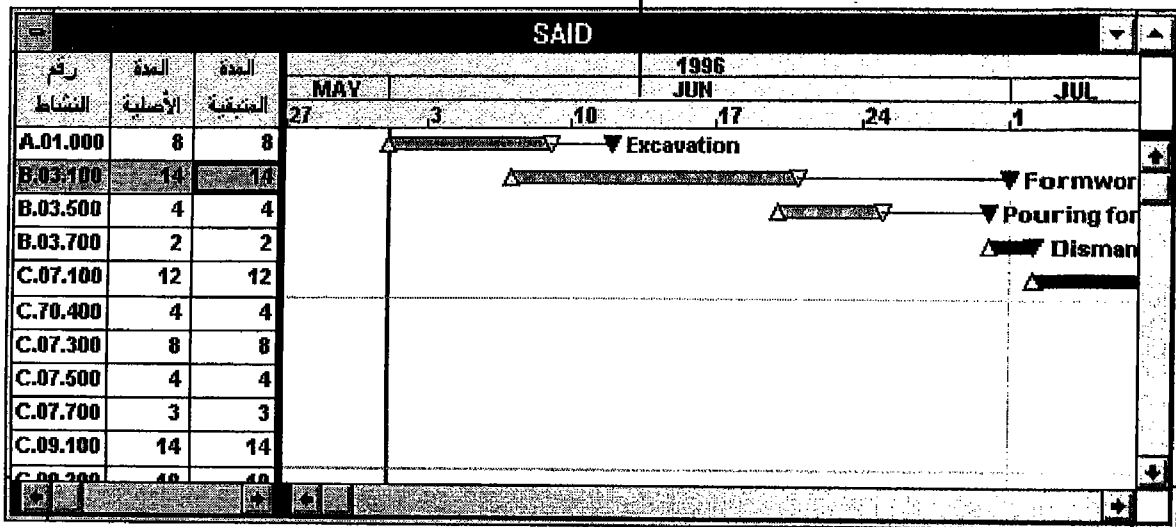 SAID
رقم النشاط المدة الأصلية المدة المتبقية
1996
MAY JUN JUL
27 3 10 17 24 1
A.01.000 8 8 Excavation
B.03.100 14 14 Formwor
B.03.500 4 4 Pouring for
B.03.700 2 2 Disman
C.07.100 12 12
C.70.400 4 4
C.07.300 8 8
C.07.500 4 4
C.07.700 3 3
C.09.100 14 14